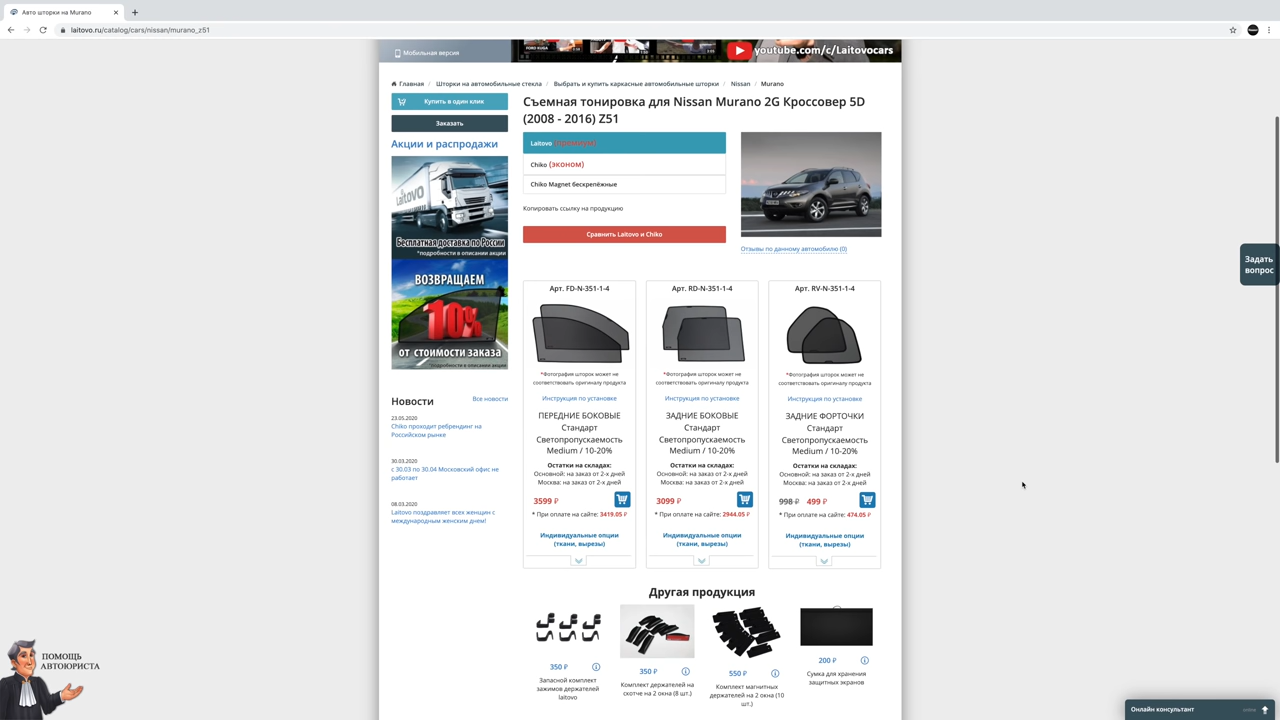 Авто шторки на Murano
laitovo.ru/catalog/cars/nissan/murano_z51
Мобильная версия
FORD KUGA
youtube.com/c/Laitovocars
Главная / Шторки на автомобильные стекла / Выбрать и купить каркасные автомобильные шторки / Nissan / Murano
Купить в один клик
Заказать
Акции и распродажи
Laitovo
Бесплатная доставка по России
*подробности в описании акции
ВОЗВРАЩАЕМ
10%
от стоимости заказа
*подробности в описании акции
Новости
Все новости
23.05.2020
Chiko проходит ребрендинг на
Российском рынке
30.03.2020
с 30.03 по 30.04 Московский офис не
работает
08.03.2020
Laitovo поздравляет всех женщин с
международным женским днем!
Съемная тонировка для Nissan Murano 2G Кроссовер 5D
(2008 - 2016) Z51
Laitovo (премиум)
Chiko (эконом)
Chiko Magnet бескрепёжные
Копировать ссылку на продукцию
Сравнить Laitovo и Chiko
Отзывы по данному автомобилю (0)
Арт. FD-N-351-1-4
*Фотография шторок может не
соответствовать оригиналу продукта
Инструкция по установке
ПЕРЕДНИЕ БОКОВЫЕ
Стандарт
Светопропускаемость
Medium / 10-20%
Остатки на складах:
Основной: на заказ от 2-х дней
Москва: на заказ от 2-х дней
3599 ₽
* При оплате на сайте: 3419.05 ₽
Индивидуальные опции
(ткани, вырезы)
Арт. RD-N-351-1-4
*Фотография шторок может не
соответствовать оригиналу продукта
Инструкция по установке
ЗАДНИЕ БОКОВЫЕ
Стандарт
Светопропускаемость
Medium / 10-20%
Остатки на складах:
Основной: на заказ от 2-х дней
Москва: на заказ от 2-х дней
3099 ₽
* При оплате на сайте: 2944.05 ₽
Индивидуальные опции
(ткани, вырезы)
Арт. RV-N-351-1-4
*Фотография шторок может не
соответствовать оригиналу продукта
Инструкция по установке
ЗАДНИЕ ФОРТОЧКИ
Стандарт
Светопропускаемость
Medium / 10-20%
Остатки на складах:
Основной: на заказ от 2-х дней
Москва: на заказ от 2-х дней
998 ₽ 499 ₽
* При оплате на сайте: 474.05 ₽
Индивидуальные опции
(ткани, вырезы)
Другая продукция
350 ₽
Запасной комплект
зажимов держателей
laitovo
350 ₽
Комплект держателей на
скотче на 2 окна (8 шт.)
550 ₽
Комплект магнитных
держателей на 2 окна (10
шт.)
200 ₽
Сумка для хранения
защитных экранов
Задать
вопрос
ПОМОЩЬ
АВТОЮРИСТА
Онлайн консультант
online